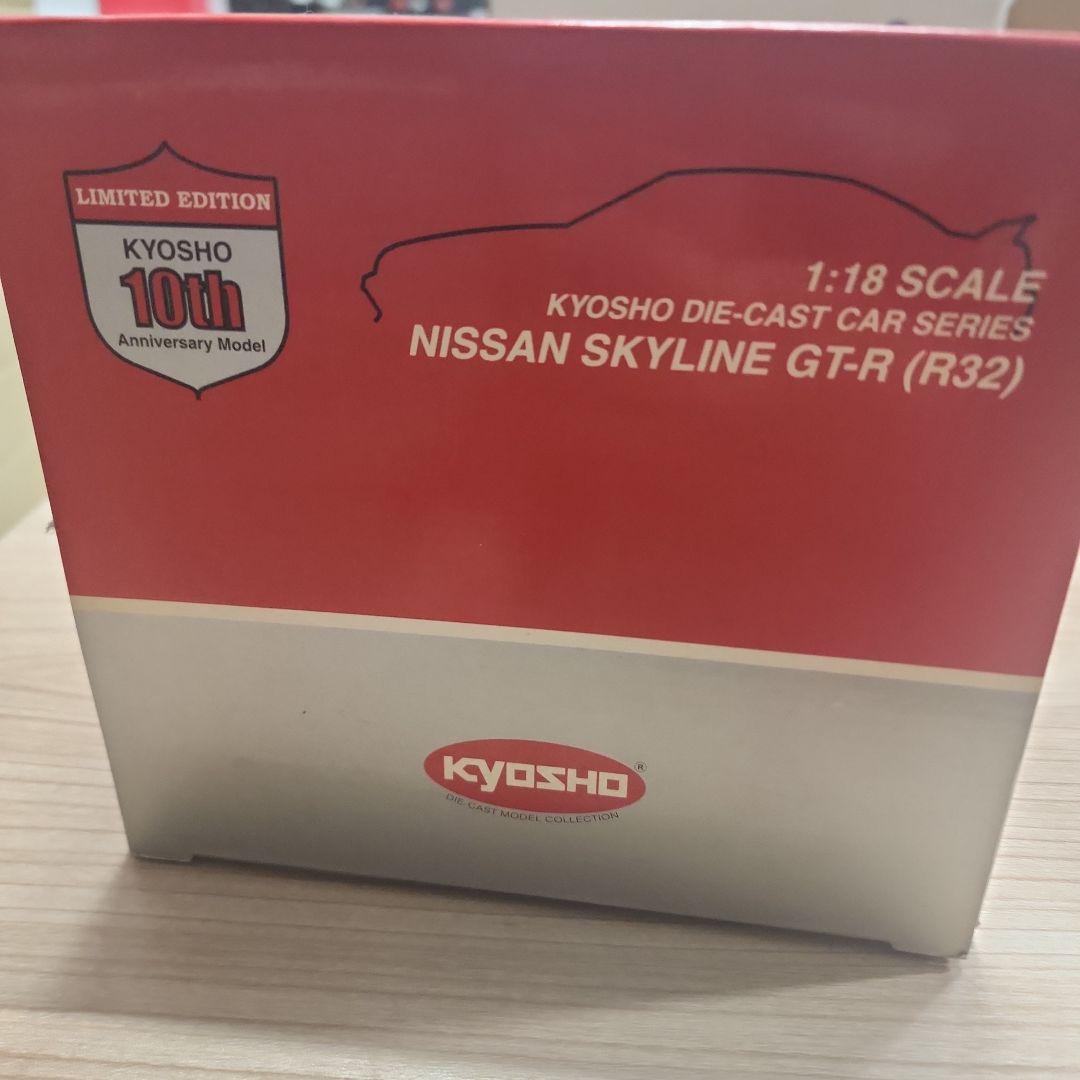 LIMITED EDITION
KYOSHO
10th
Anniversary Model
1:18 SCALE
KYOSHO DIE-CAST CAR SERIES
NISSAN SKYLINE GT-R (R32)
KYOSHO ®
DIE-CAST MODEL COLLECTION